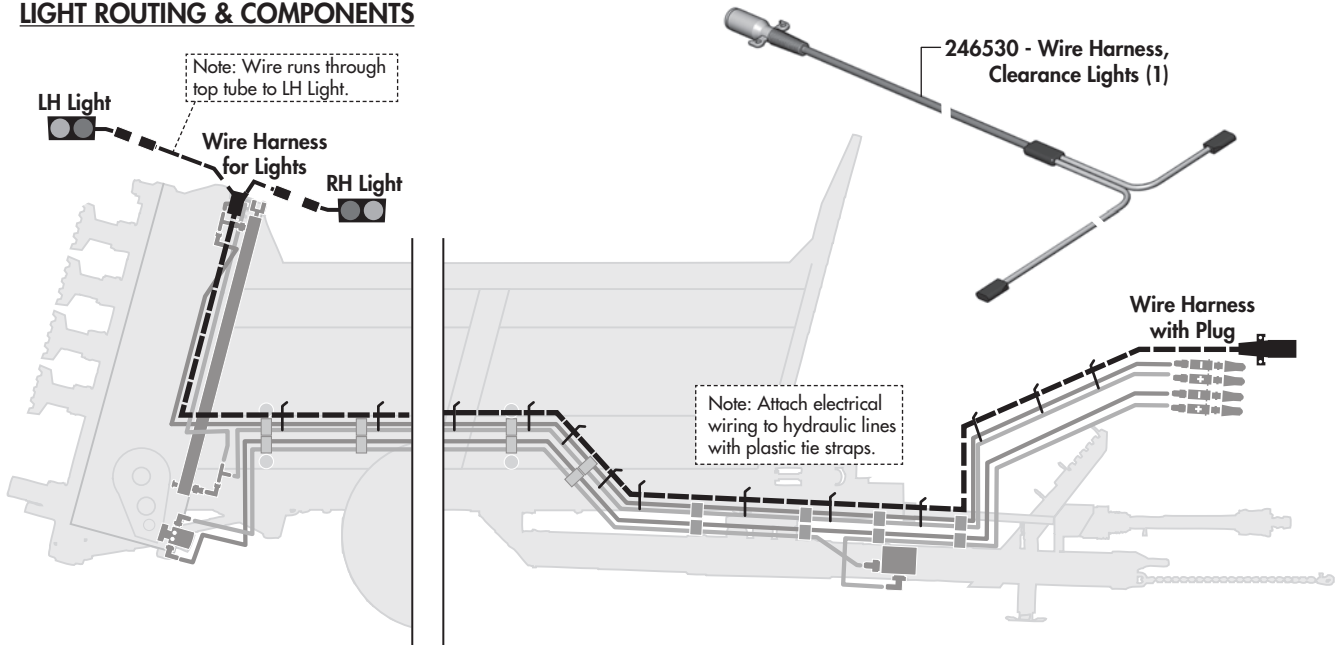 LIGHT ROUTING & COMPONENTS
Note: Wire runs through
top tube to LH Light.
LH Light
Wire Harness
for Lights
RH Light
246530 - Wire Harness,
Clearance Lights (1)
Wire Harness
with Plug
Note: Attach electrical
wiring to hydraulic lines
with plastic tie straps.
–
+
–
+